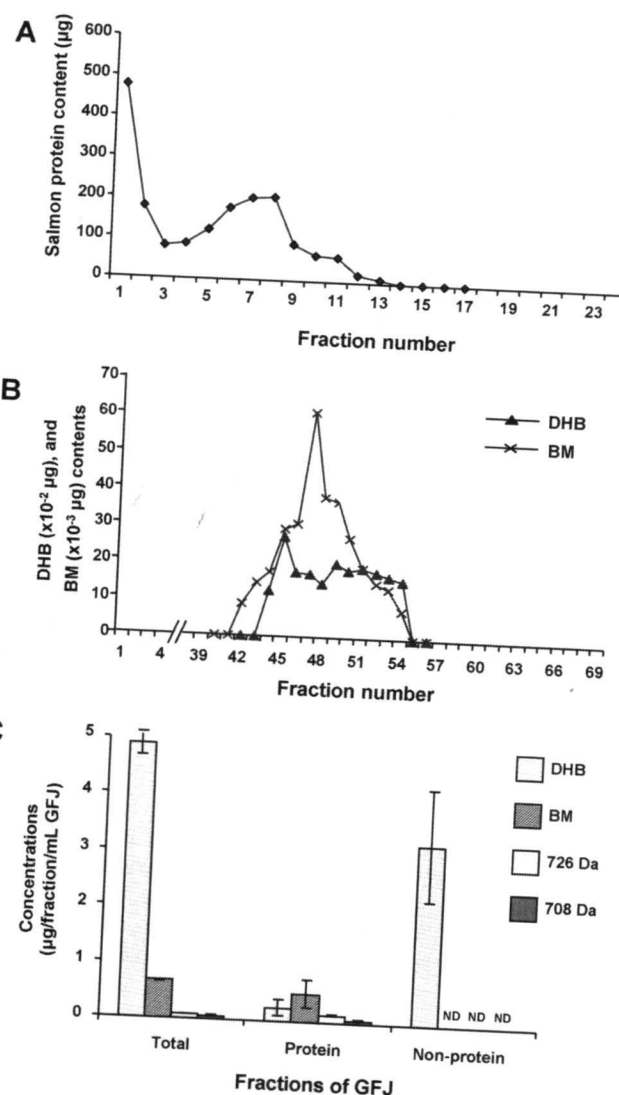 A
Salmon protein content (µg)
600
500
400
300
200
100
0
1 3 5 7 9 11 13 15 17 19 21 23
Fraction number
B
DHB (x10-² µg), and
BM (x10-³ µg) contents
70
60
50
40
30
20
10
0
DHB
BM
1 4 39 42 45 48 51 54 57 60 63 66 69
Fraction number
Concentrations
(µg/fraction/mL GFJ)
5
4
3
2
1
0
DHB
BM
726 Da
708 Da
ND ND ND
Total Protein Non-protein
Fractions of GFJ